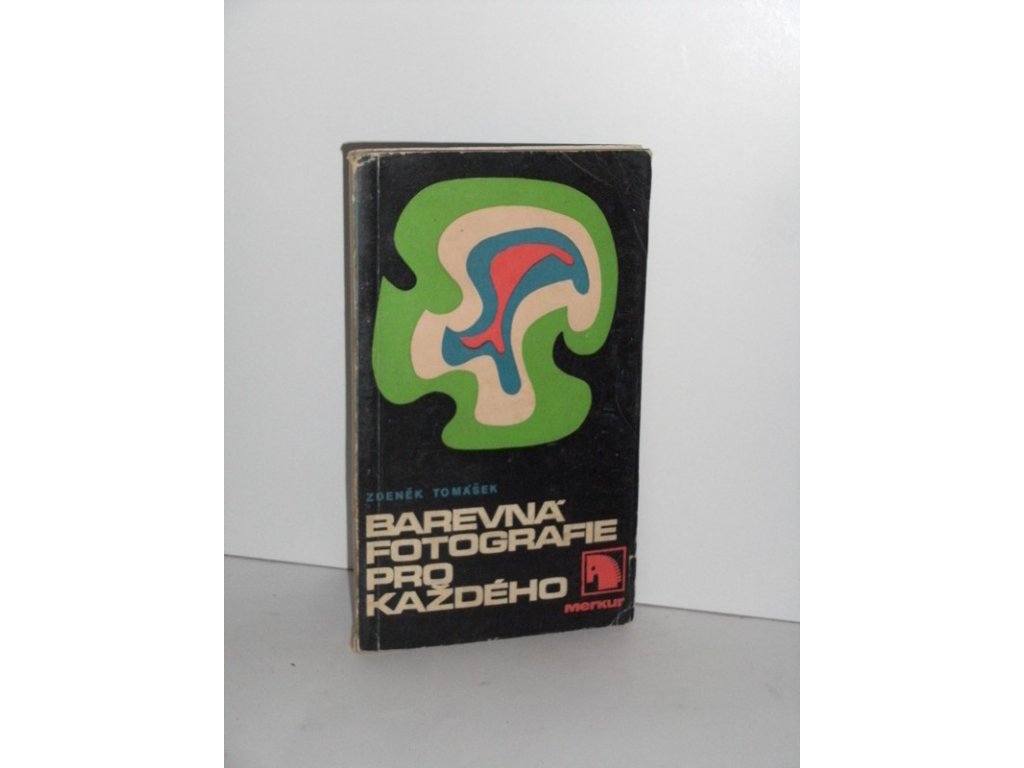 ZDENĚK TOMÁŠEK
BAREVNÁ
FOTOGRAFIE
PRO
KAŽDÉHO
merkur